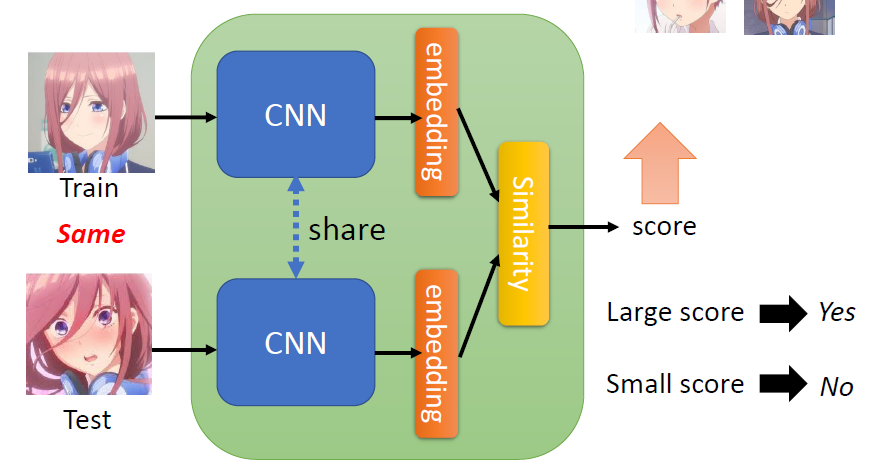 CNN
embedding
Train
Same
share
Similarity
score
CNN
embedding
Test
Large score
Yes
Small score
No